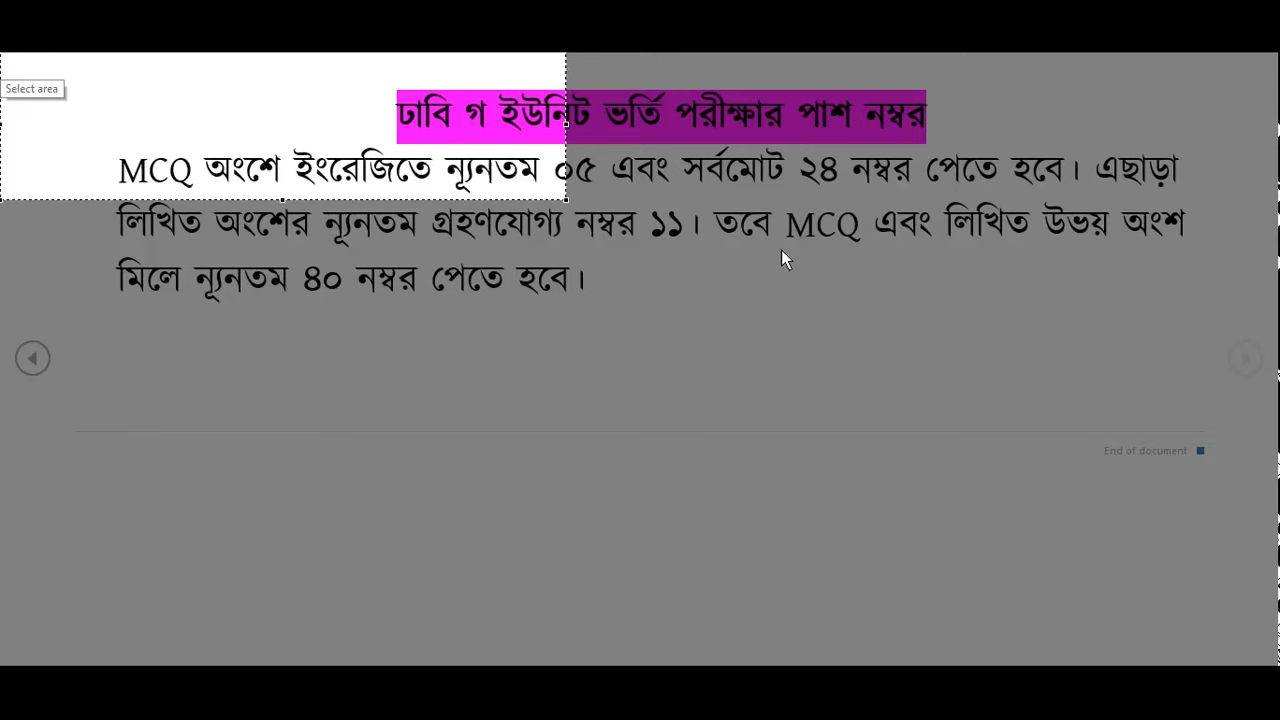 Select area
ঢাবি গ ইউনিট ভর্তি পরীক্ষার পাশ নম্বর
MCQ অংশে ইংরেজিতে ন্যূনতম ০৫ এবং সর্বমোট ২৪ নম্বর পেতে হবে। এছাড়া
লিখিত অংশের ন্যূনতম গ্রহণযোগ্য নম্বর ১১। তবে MCQ এবং লিখিত উভয় অংশ
মিলে ন্যূনতম ৪০ নম্বর পেতে হবে।
End of document